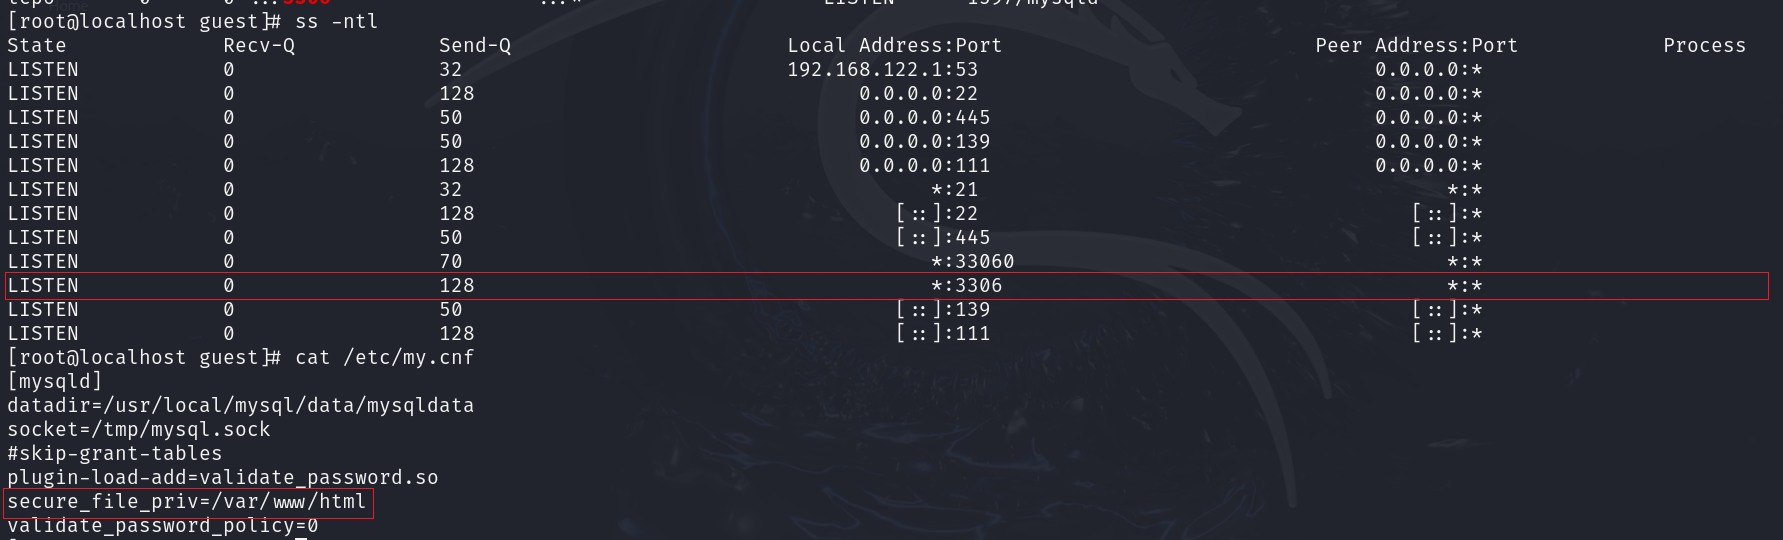 [root@localhost guest]# ss -ntl
State Recv-Q Send-Q Local Address:Port Peer Address:Port Process
LISTEN 0 32 192.168.122.1:53 0.0.0.0:*
LISTEN 0 128 0.0.0.0:22 0.0.0.0:*
LISTEN 0 50 0.0.0.0:445 0.0.0.0:*
LISTEN 0 50 0.0.0.0:139 0.0.0.0:*
LISTEN 0 128 0.0.0.0:111 0.0.0.0:*
LISTEN 0 32 *:21 *:*
LISTEN 0 128 [::]:22 [::]:*
LISTEN 0 50 [::]:445 [::]:*
LISTEN 0 70 *:33060 *:*
LISTEN 0 128 *:3306 *:*
LISTEN 0 50 [::]:139 [::]:*
LISTEN 0 128 [::]:111 [::]:*
[root@localhost guest]# cat /etc/my.cnf
[mysqld]
datadir=/usr/local/mysql/data/mysqldata
socket=/tmp/mysql.sock
#skip-grant-tables
plugin-load-add=validate_password.so
secure_file_priv=/var/www/html
validate_password_policy=0